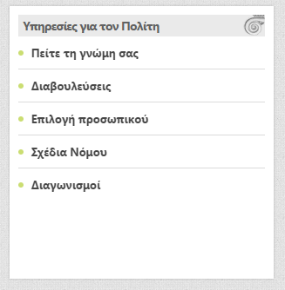 Υπηρεσίες για τον Πολίτη
Πείτε τη γνώμη σας
Διαβουλεύσεις
Επιλογή προσωπικού
Σχέδια Νόμου
Διαγωνισμοί